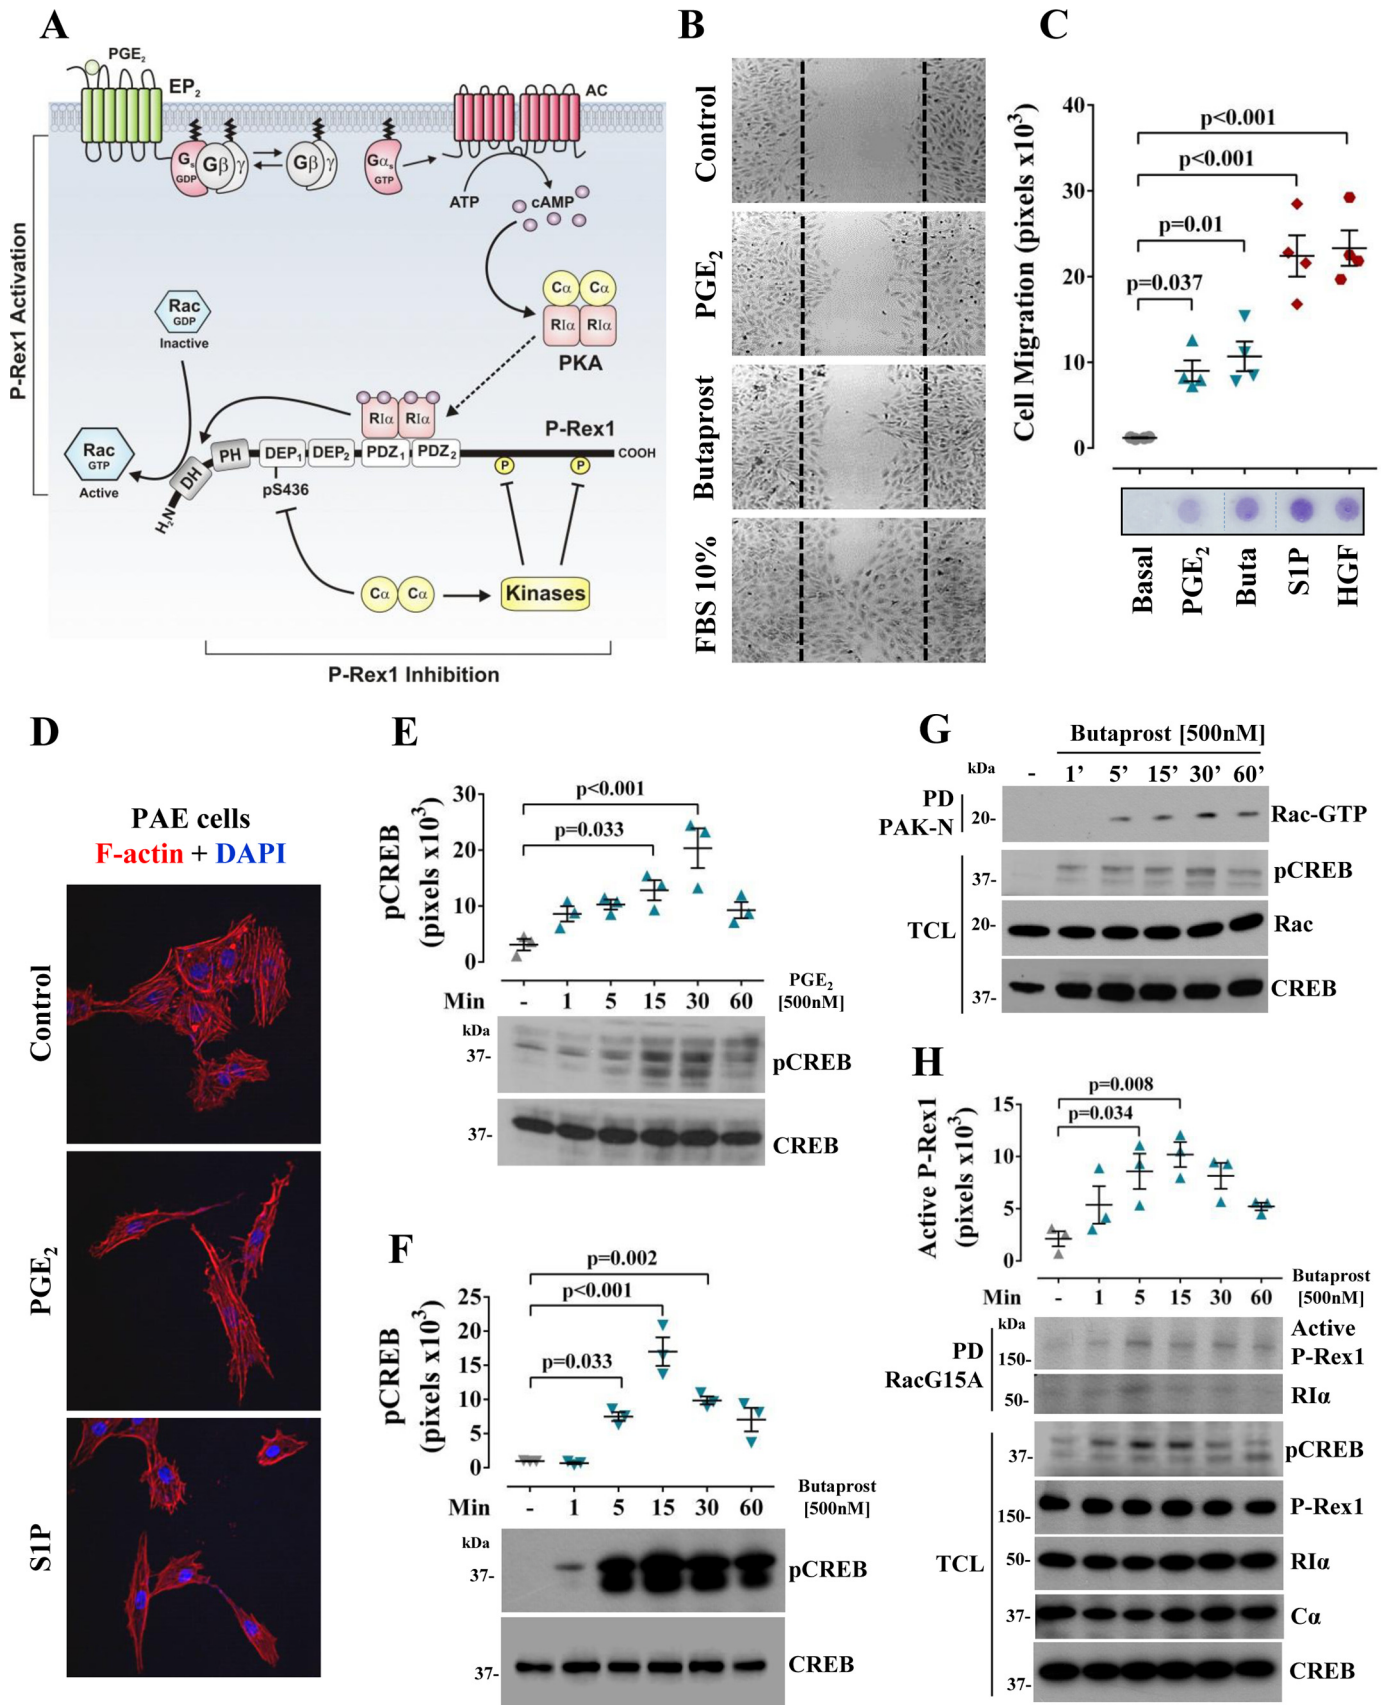 A
PGE2
EP2
AC
Gs
GDP
Gβ
γ
Gβ
γ
Gαs
GTP
ATP
cAMP
P-Rex1 Activation
Cα Cα
RIα RIα
PKA
Rac
GDP
Inactive
RIα RIα
P-Rex1
Rac
GTP
Active
DH
PH
DEP1
DEP2
PDZ1
PDZ2
COOH
P
P
H2N
pS436
Cα Cα
Kinases
P-Rex1 Inhibition
B
Control
PGE2
Butaprost
FBS 10%
C
Cell Migration (pixels x10³)
40
30
20
10
0
p<0.001
p<0.001
p=0.01
p=0.037
Basal
PGE2
Buta
S1P
HGF
D
PAE cells
F-actin + DAPI
Control
PGE2
S1P
E
pCREB
(pixels x10³)
30
20
10
0
p<0.001
p=0.033
Min - 1 5 15 30 60
PGE2
[500nM]
kDa
37-
pCREB
37-
CREB
F
pCREB
(pixels x10³)
25
20
15
10
5
0
p=0.002
p<0.001
p=0.033
Min - 1 5 15 30 60
Butaprost
[500nM]
kDa
37-
pCREB
37-
CREB
G
Butaprost [500nM]
kDa
- 1’ 5’ 15’ 30’ 60’
PD
PAK-N
20-
Rac-GTP
TCL
37-
pCREB
20-
Rac
37-
CREB
H
Active P-Rex1
(pixels x10³)
15
10
5
0
p=0.008
p=0.034
Min - 1 5 15 30 60
Butaprost
[500nM]
kDa
PD
RacG15A
150-
Active
P-Rex1
50-
RIα
TCL
37-
pCREB
150-
P-Rex1
50-
RIα
37-
Cα
37-
CREB